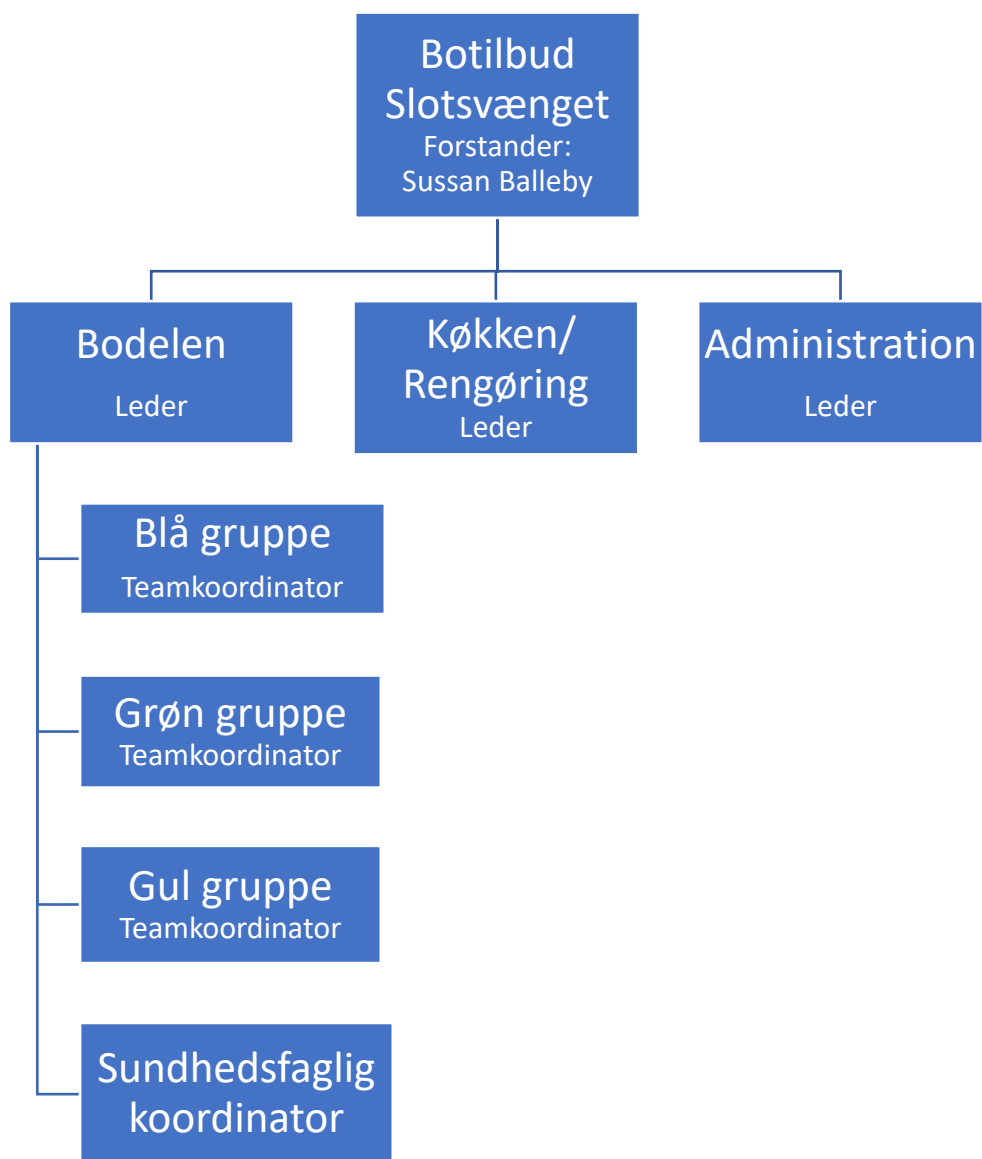 Botilbud
Slotsvænget
Forstander:
Sussan Balleby
Bodelen
Leder
Køkken/
Rengøring
Leder
Administration
Leder
Blå gruppe
Teamkoordinator
Grøn gruppe
Teamkoordinator
Gul gruppe
Teamkoordinator
Sundhedsfaglig
koordinator